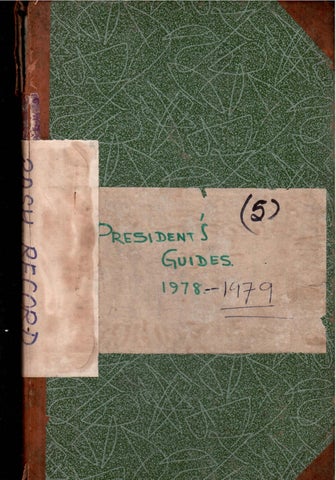 (5)
PRESIDENT'S
GUIDES.
1978--1979